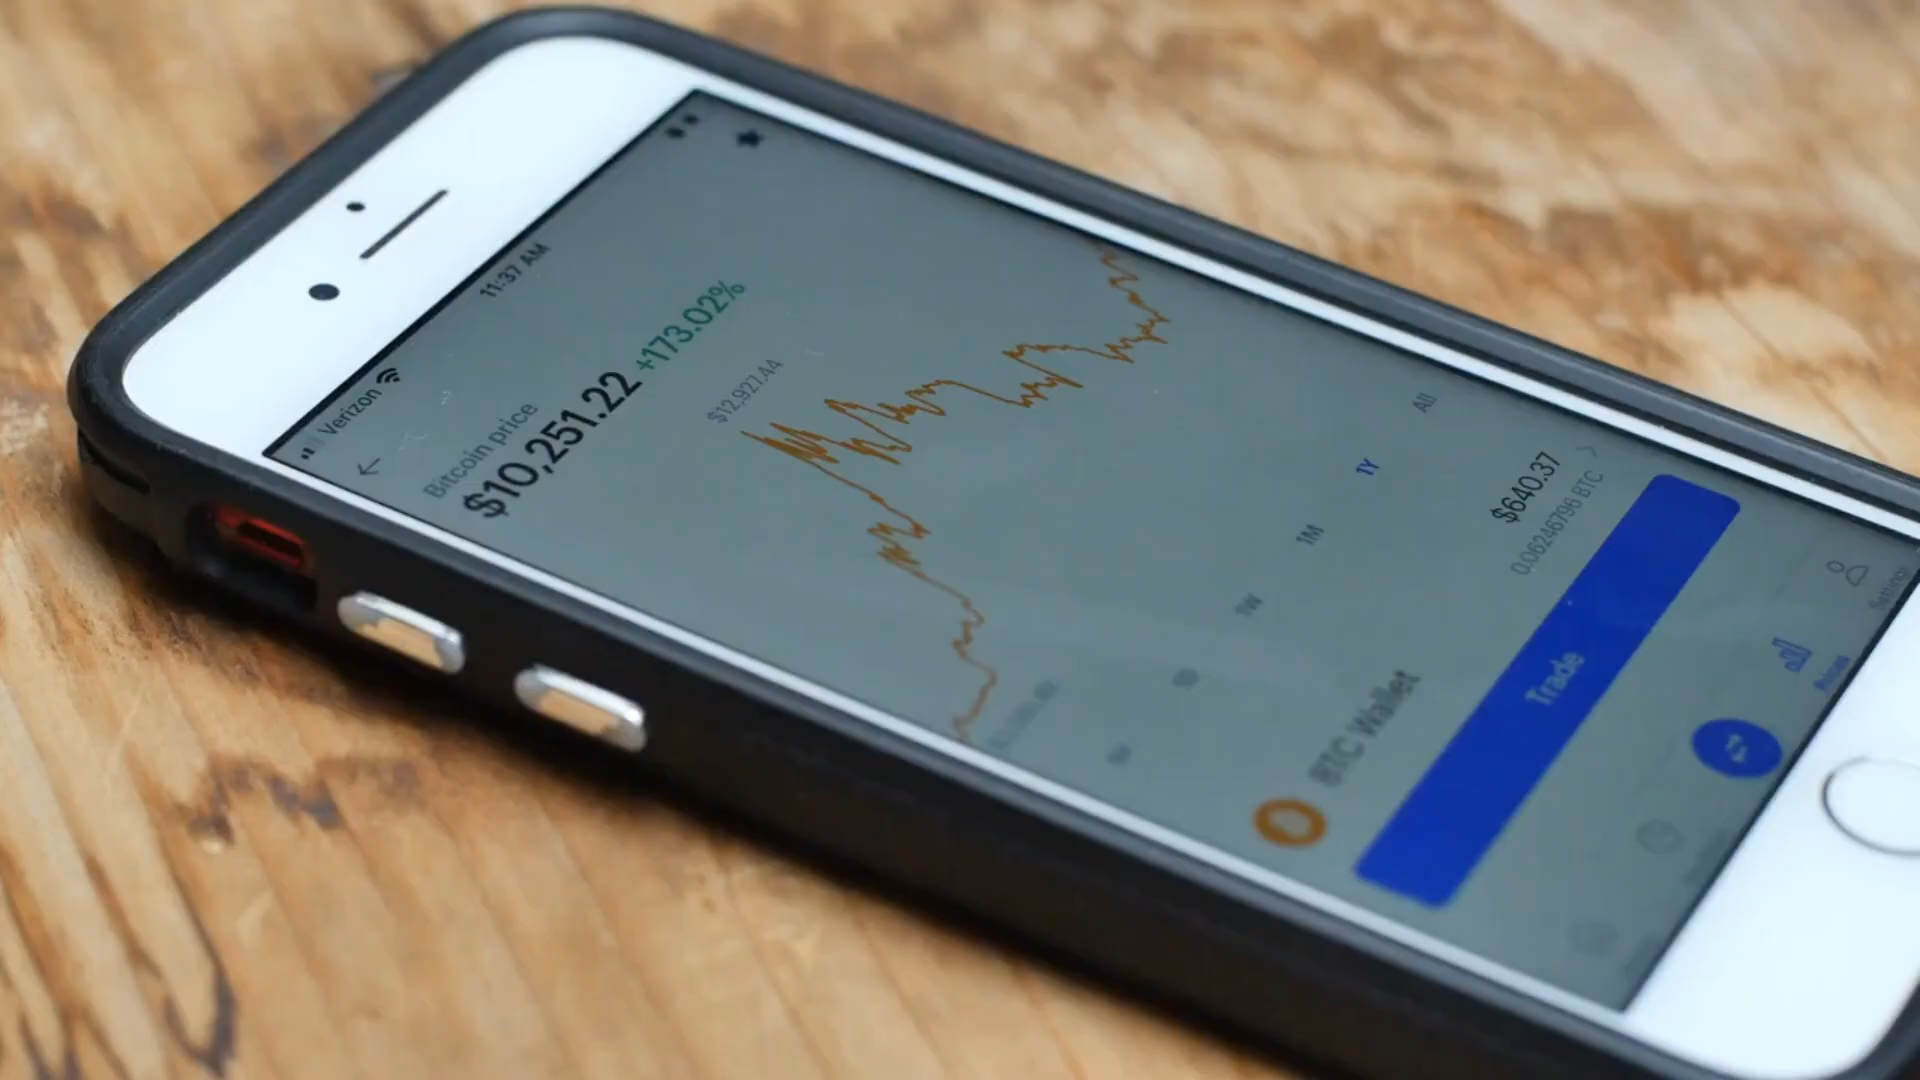 Verizon
11:37 AM
Bitcoin price
$10,251.22 +173.02%
$12,927.44
1W
1M
1Y
All
BTC Wallet
$640.37
0.06246796 BTC
Trade
Settings